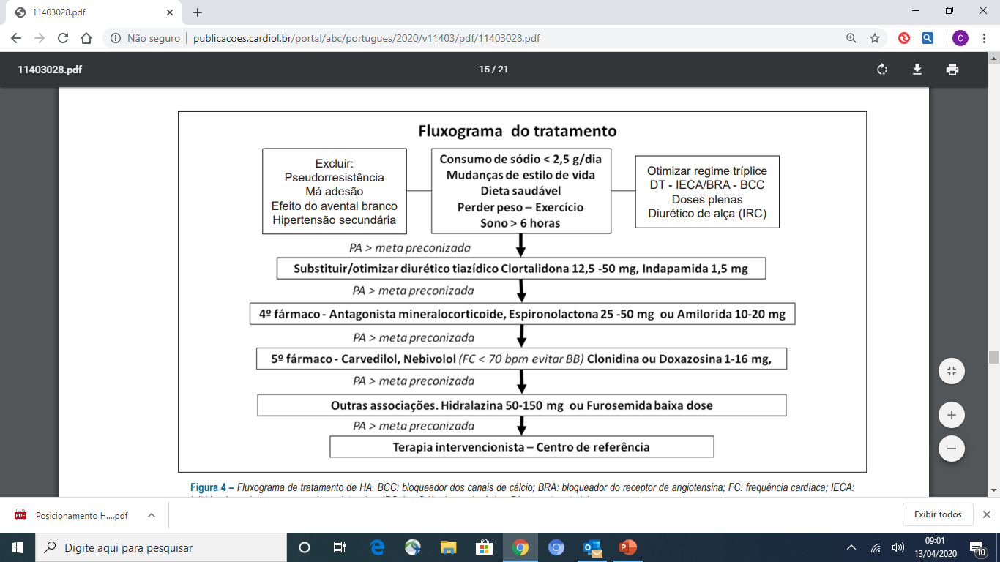 11403028.pdf
Não seguro
publicacoes.cardiol.br/portal/abc/portugues/2020/v11403/pdf/11403028.pdf
C
11403028.pdf
15 / 21
Fluxograma do tratamento
Excluir:
Pseudorresistência
Má adesão
Efeito do avental branco
Hipertensão secundária
Consumo de sódio < 2,5 g/dia
Mudanças de estilo de vida
Dieta saudável
Perder peso – Exercício
Sono > 6 horas
Otimizar regime tríplice
DT - IECA/BRA - BCC
Doses plenas
Diurético de alça (IRC)
PA > meta preconizada
Substituir/otimizar diurético tiazídico Clortalidona 12,5 -50 mg, Indapamida 1,5 mg
PA > meta preconizada
4º fármaco - Antagonista mineralocorticoide, Espironolactona 25 -50 mg ou Amilorida 10-20 mg
PA > meta preconizada
5º fármaco - Carvedilol, Nebivolol (FC < 70 bpm evitar BB) Clonidina ou Doxazosina 1-16 mg,
PA > meta preconizada
Outras associações. Hidralazina 50-150 mg ou Furosemida baixa dose
PA > meta preconizada
Terapia intervencionista – Centro de referência
Figura 4 – Fluxograma de tratamento de HA. BCC: bloqueador dos canais de cálcio; BRA: bloqueador do receptor de angiotensina; FC: frequência cardíaca; IECA:
PDF
Posicionamento H....pdf
Exibir todos
Digite aqui para pesquisar
09:01
13/04/2020
10